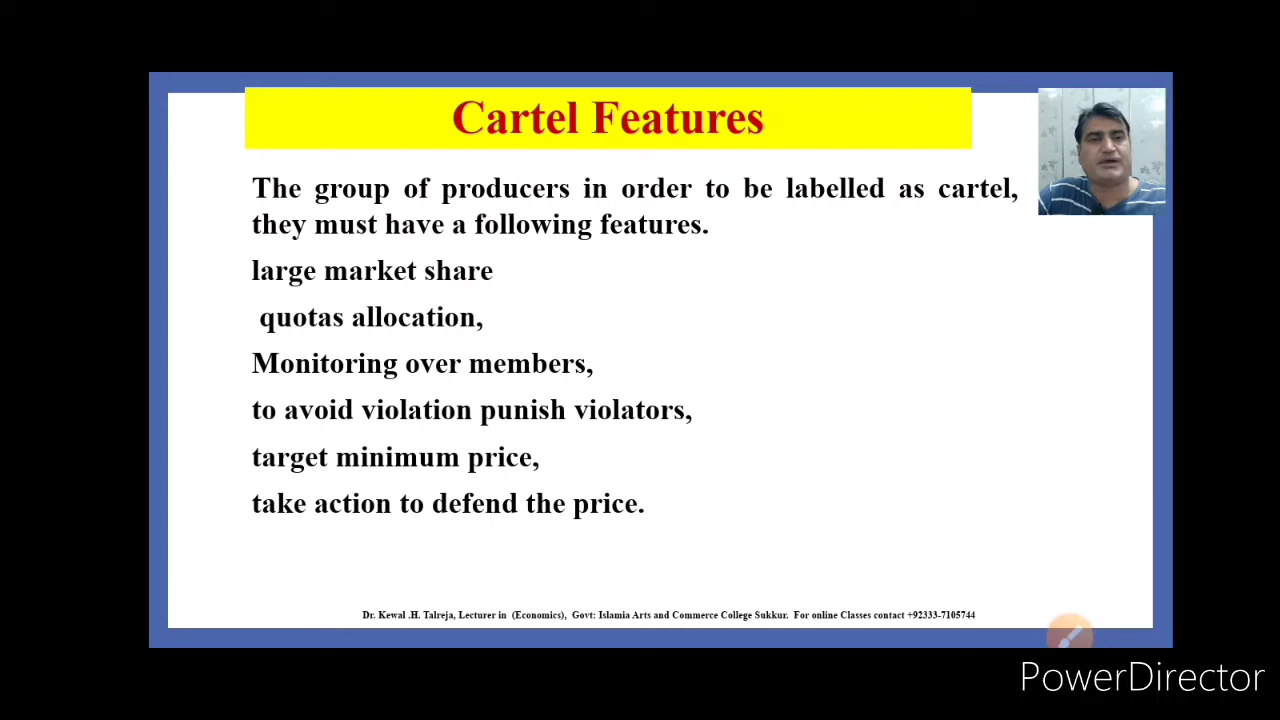 Cartel Features
The group of producers in order to be labelled as cartel,
they must have a following features.
large market share
quotas allocation,
Monitoring over members,
to avoid violation punish violators,
target minimum price,
take action to defend the price.
Dr. Kewal .H. Talreja, Lecturer in (Economics), Govt: Islamia Arts and Commerce College Sukkur. For online Classes contact +92333-7105744
PowerDirector